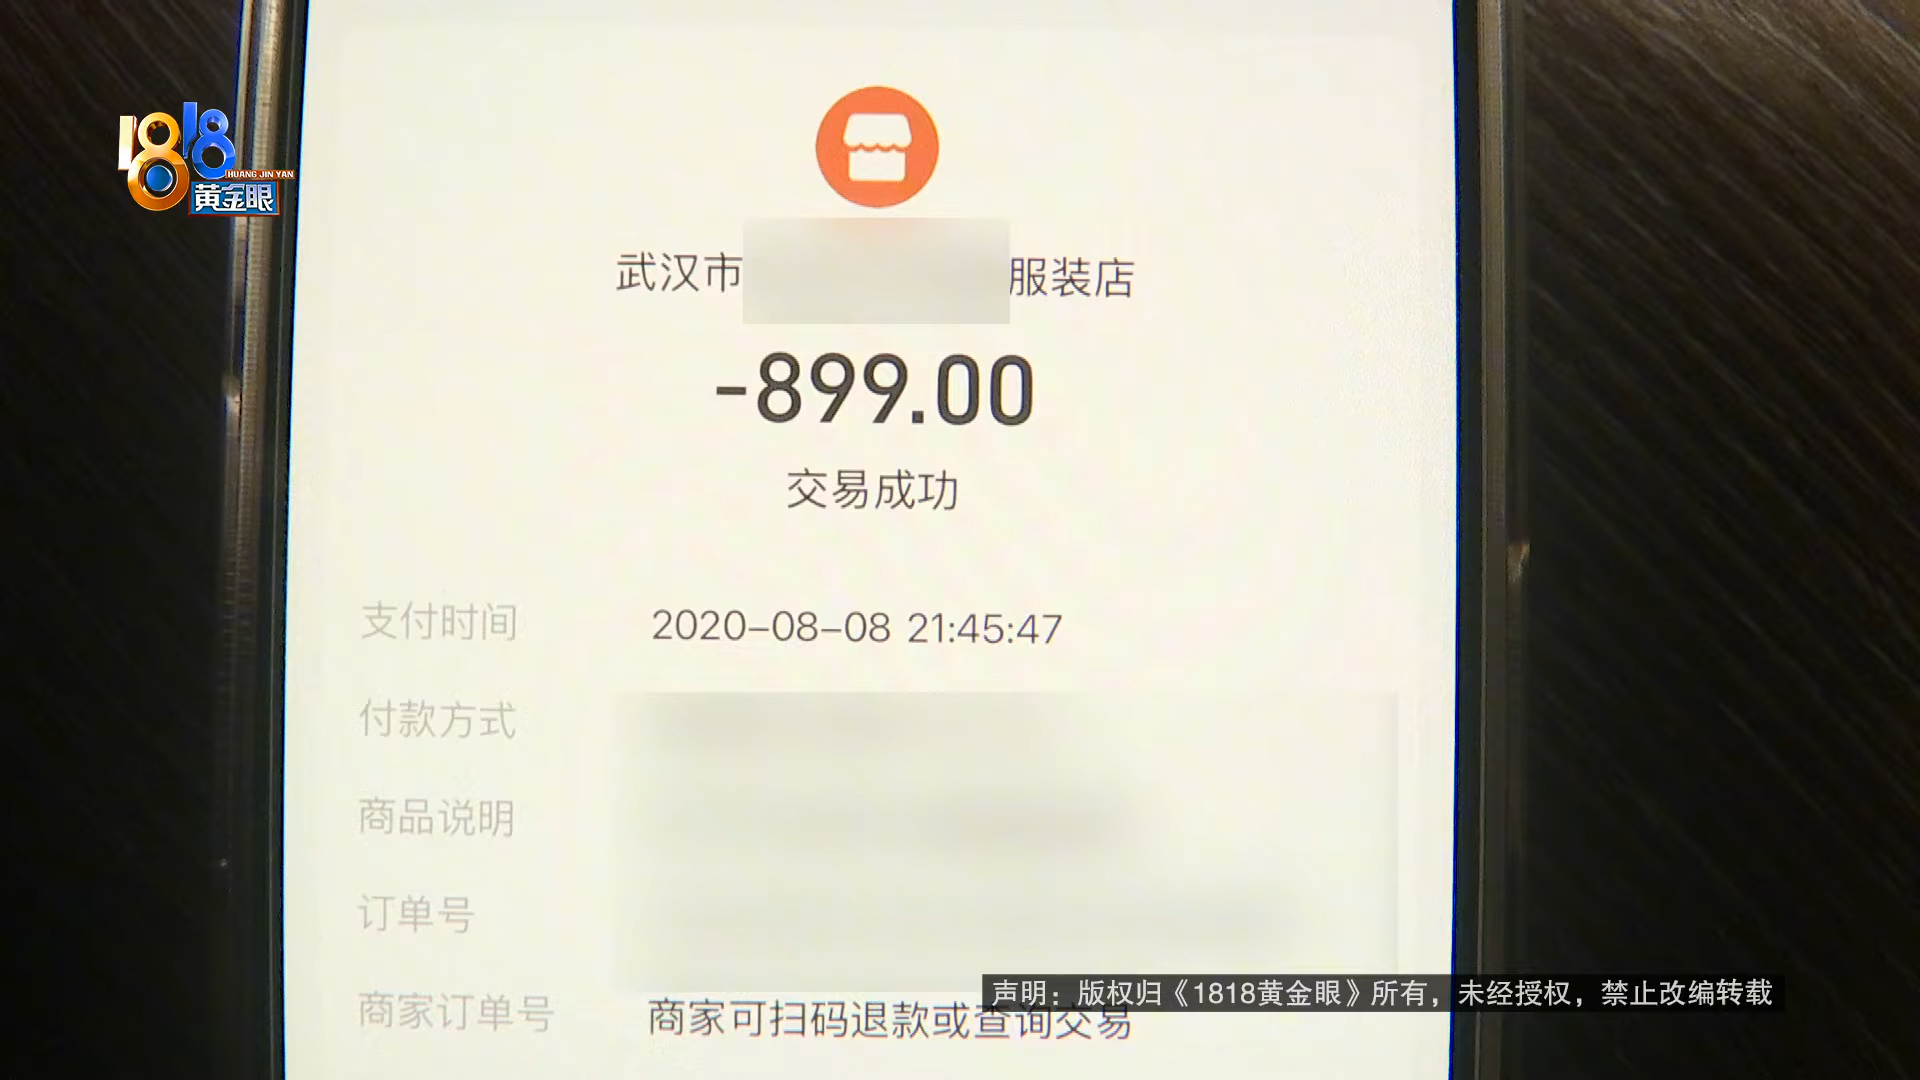 1818
HUANG JIN YAN
黄金眼
武汉市 服装店
-899.00
交易成功
支付时间 2020-08-08 21:45:47
付款方式
商品说明
订单号
商家订单号 商家可扫码退款或查询交易
声明：版权归《1818黄金眼》所有，未经授权，禁止改编转载